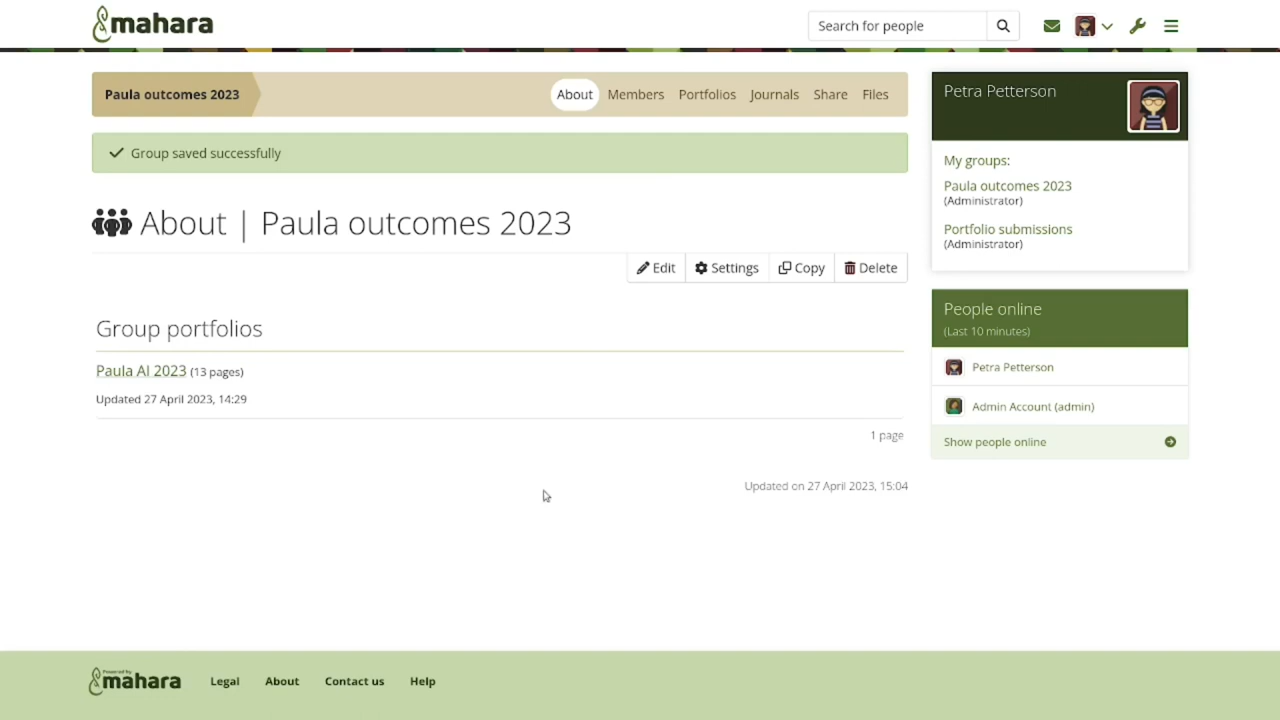 mahara
Search for people
Paula outcomes 2023
About Members Portfolios Journals Share Files
Group saved successfully
About | Paula outcomes 2023
Edit Settings Copy Delete
Group portfolios
Paula AI 2023 (13 pages)
Updated 27 April 2023, 14:29
1 page
Updated on 27 April 2023, 15:04
Petra Petterson
My groups:
Paula outcomes 2023
(Administrator)
Portfolio submissions
(Administrator)
People online
(Last 10 minutes)
Petra Petterson
Admin Account (admin)
Show people online
Powered by
mahara
Legal About Contact us Help